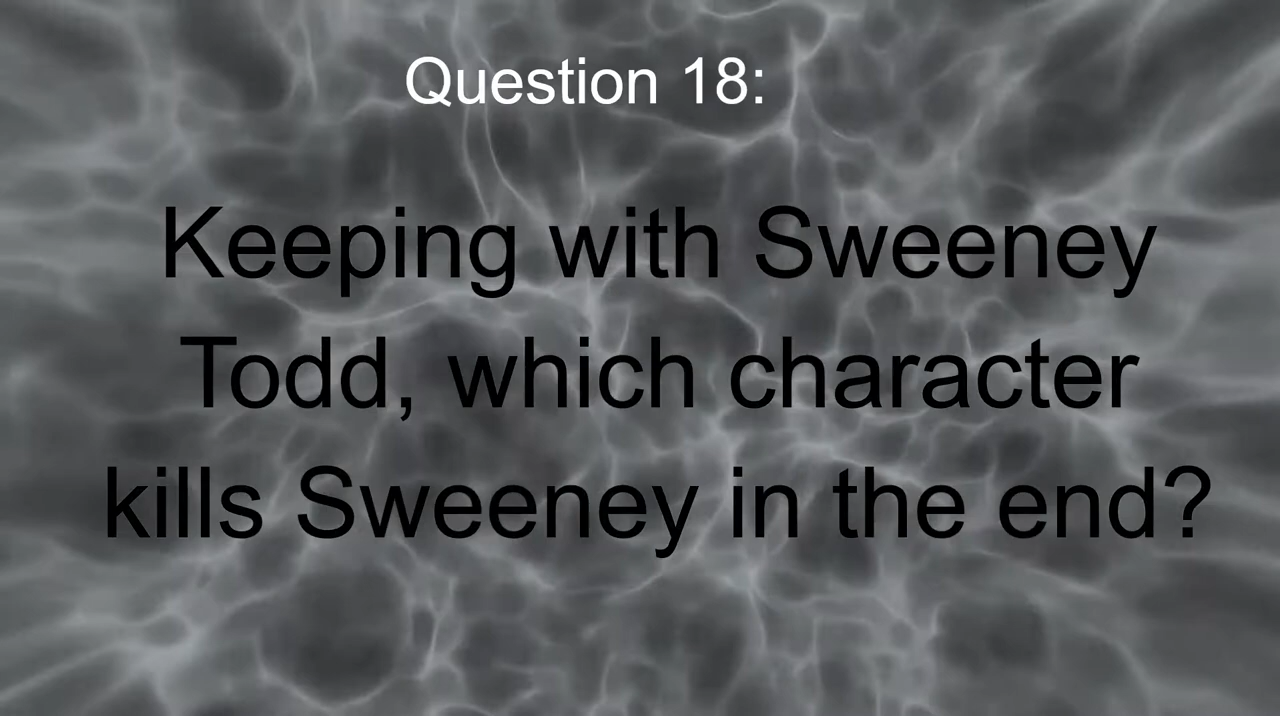 Question 18:
Keeping with Sweeney
Todd, which character
kills Sweeney in the end?